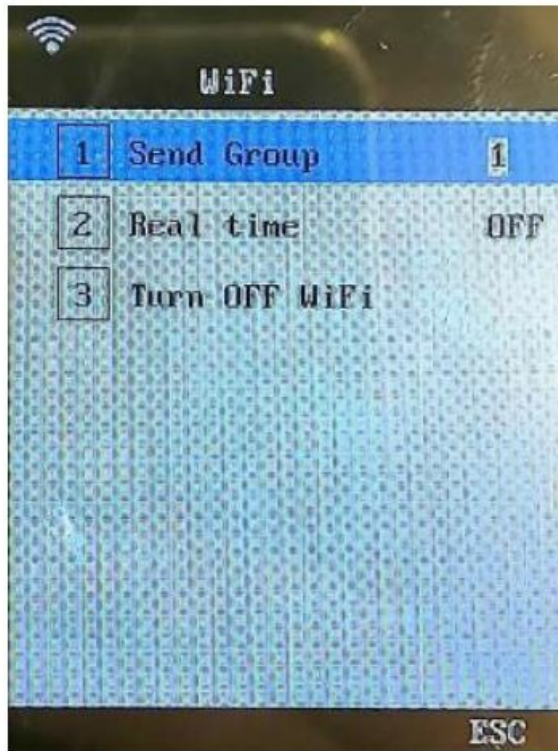 WiFi
1 Send Group 1
2 Real time OFF
3 Turn OFF WiFi
ESC